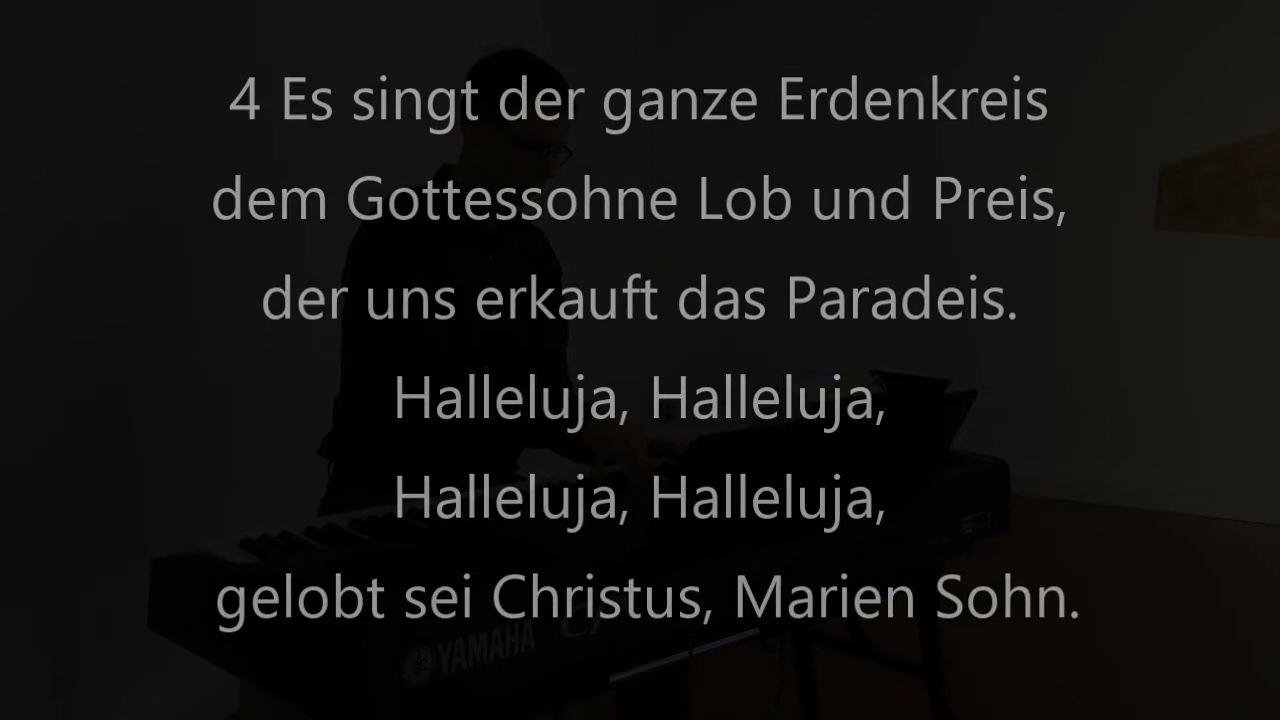 4 Es singt der ganze Erdenkreis
dem Gottessohne Lob und Preis,
der uns erkauft das Paradeis.
Halleluja, Halleluja,
Halleluja, Halleluja,
gelobt sei Christus, Marien Sohn.
YAMAHA